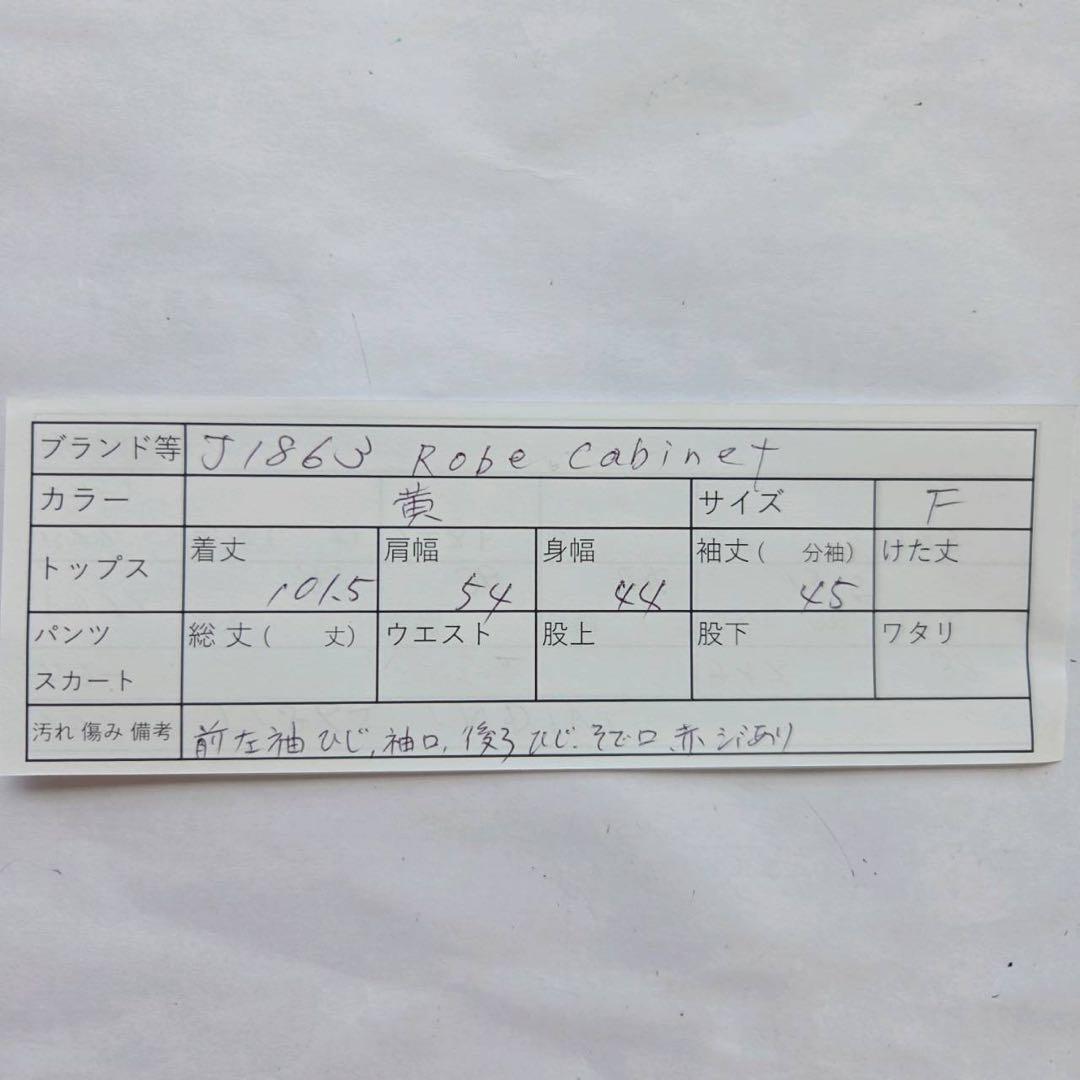 ブランド等 J1863 Robe Cabinet
カラー 黄 サイズ F
トップス 着丈 101.5 肩幅 54 身幅 44 袖丈( 分袖) 45 けた丈
パンツ スカート 総丈( 丈) ウエスト 股上 股下 ワタリ
汚れ 傷み 備考 前左袖ひじ,袖口,後ろひじ.そで口 赤シミあり